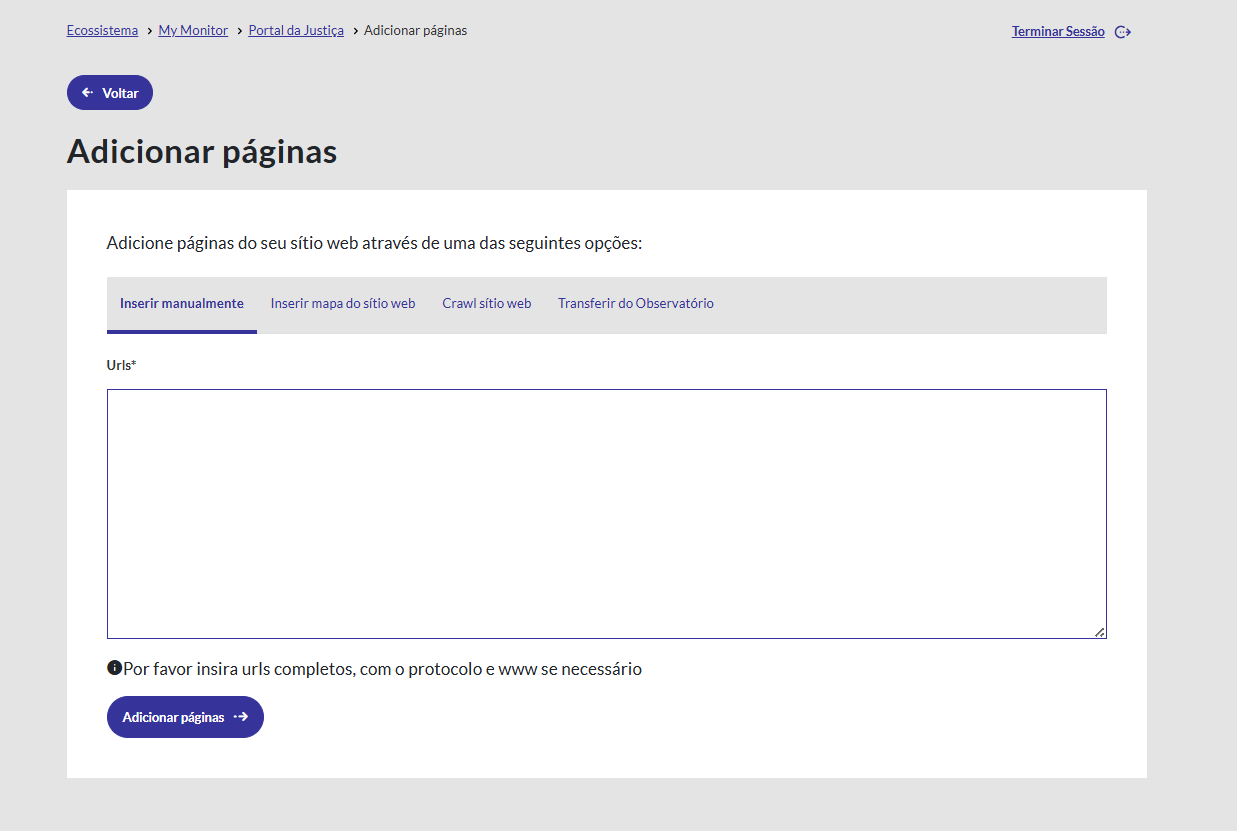 Ecossistema > My Monitor > Portal da Justiça > Adicionar páginas
Terminar Sessão
Voltar
Adicionar páginas
Adicione páginas do seu sítio web através de uma das seguintes opções:
Inserir manualmente Inserir mapa do sítio web Crawl sítio web Transferir do Observatório
Urls*
Por favor insira urls completos, com o protocolo e www se necessário
Adicionar páginas